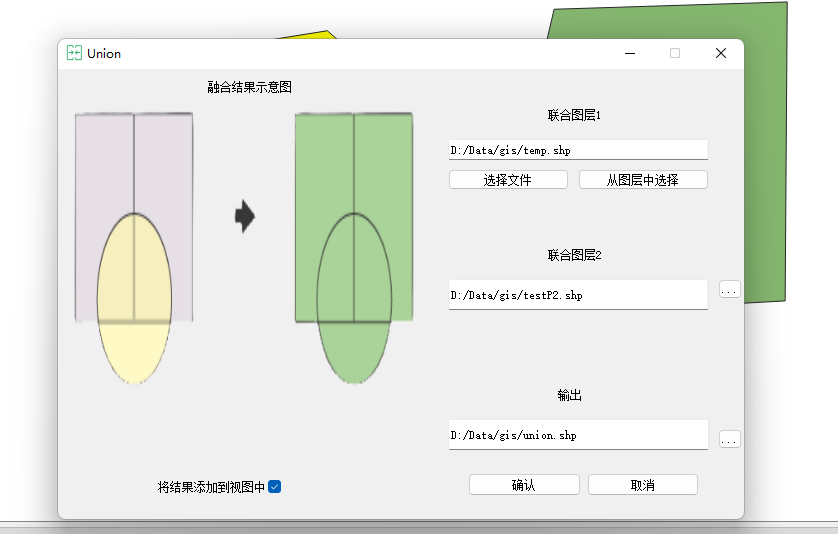 Union
融合结果示意图
联合图层1
D:/Data/gis/temp.shp
选择文件
从图层中选择
联合图层2
D:/Data/gis/testP2.shp
...
输出
D:/Data/gis/union.shp
...
将结果添加到视图中
确认
取消